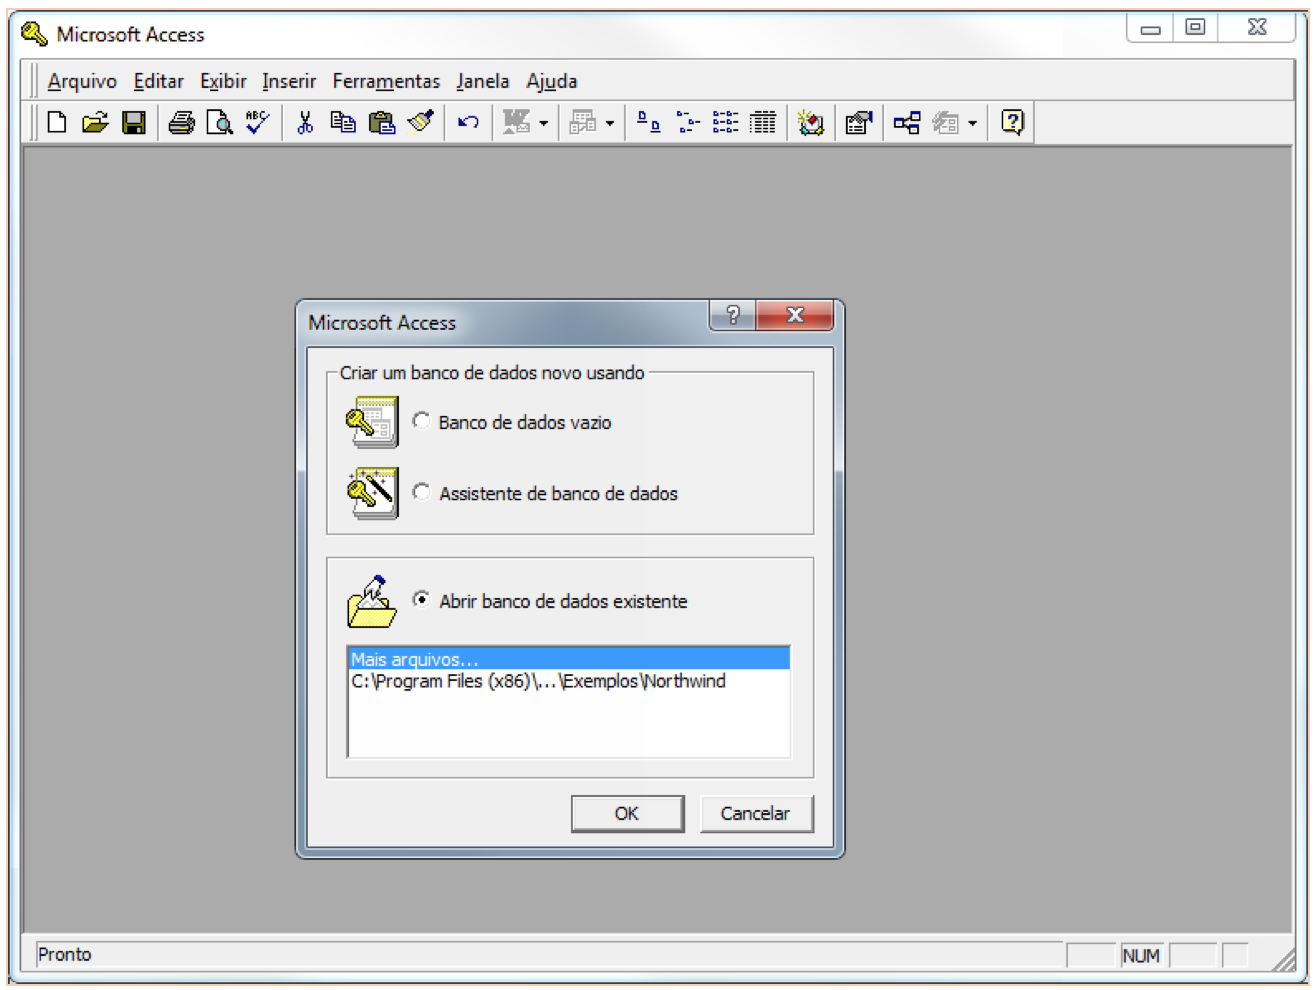 Microsoft Access
Arquivo Editar Exibir Inserir Ferramentas Janela Ajuda
ABC
Microsoft Access
Criar um banco de dados novo usando
Banco de dados vazio
Assistente de banco de dados
Abrir banco de dados existente
Mais arquivos...
C:\Program Files (x86)\...\Exemplos\Northwind
OK Cancelar
Pronto NUM